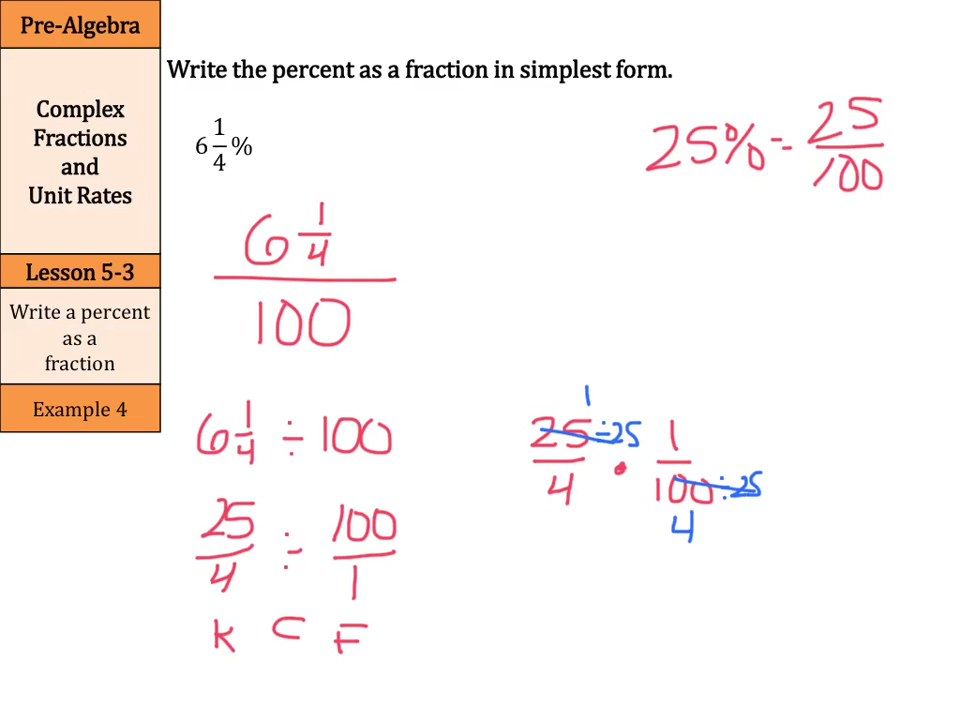 Pre-Algebra
Complex
Fractions
and
Unit Rates
Lesson 5-3
Write a percent
as a
fraction
Example 4
Write the percent as a fraction in simplest form.
6 1/4 %
25% = 25/100
6 1/4
100
6 1/4 ÷ 100
25/4 ÷ 100/1
K C F
1
25 ÷25 1
4 · 100 ÷25
4